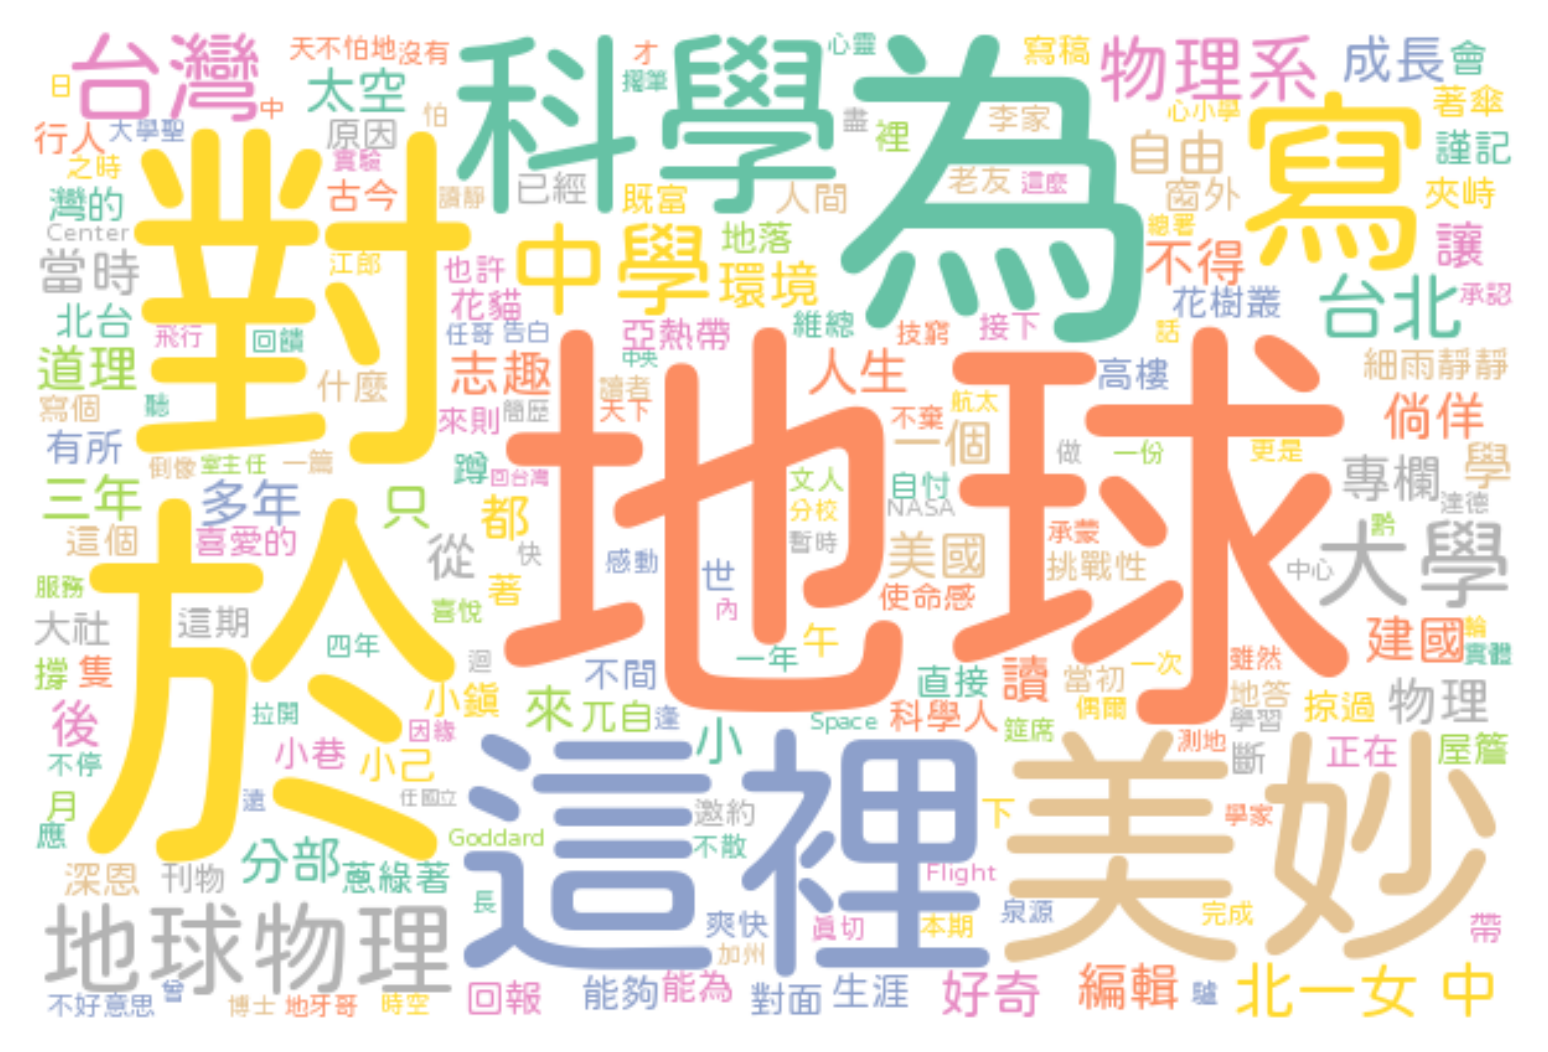 台灣
天不怕地
沒有
科學
才
心靈
為
寫稿
物理系
成長
會
日
中
太空
擢筆
怕
盡
李家
心小學
著傘
行人
大學聖
原因
裡
自由
寫
謹記
之時
實驗
對
灣的
古今
讀靜
已經
既富
人間
老友
這麼
窗外
夾峙
Center
當時
江郎
也許
中學
地落
環境
總署
不得
讓
花貓
花樹叢
台北
承認
北台
飛行
回饋
任哥
告白
亞熱帶
維總
技窮
接下
話
道理
什麼
志趣
中央
讀者
人生
高樓
細雨靜靜
寫個
聽
來則
簡歷
天下
地球
不棄
航太
倘佯
有所
倒像
室主任
一篇
蹲
回台灣
一個
做
一份
更是
學
三年
多年
只
都
文人
自忖
專欄
達德
分校
NASA
這個
喜愛的
從
快
暫時
美國
承蒙
挑戰性
黔
中心
大學
服務
感動
世
著
喜悅
內
使命感
大社
這期
於
四年
迴
午
建國
輪
實體
撐
隻
不間
一年
直接
讀
當初
一次
雖然
後
拉開
因緣
小鎮
來
兀自
逢
小
Space
科學人
筵席
偶爾
地答
學習
掠過
物理
不停
小巷
小己
測地
斷
正在
屋簷
月
遠
任國立
這裡
邀約
下
美妙
學家
應
分部
Goddard
不散
深恩
刊物
蔥綠著
Flight
長
爽快
真切
本期
泉源
完成
帶
地球物理
加州
不好意思
曾
博士
地牙哥
時空
回報
能夠
能為
對面
生涯
好奇
編輯
驢
北一女
中